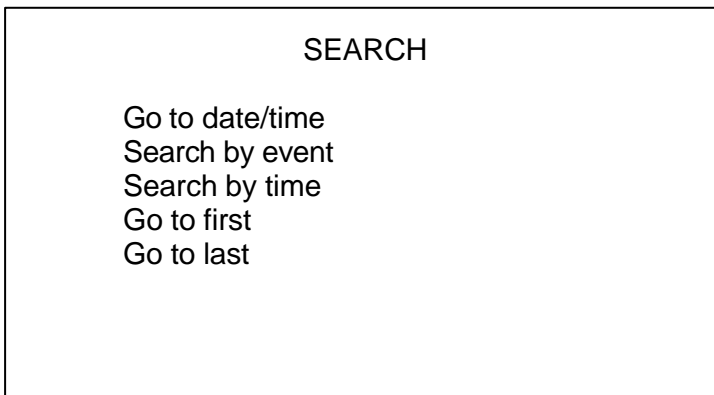 SEARCH
Go to date/time
Search by event
Search by time
Go to first
Go to last